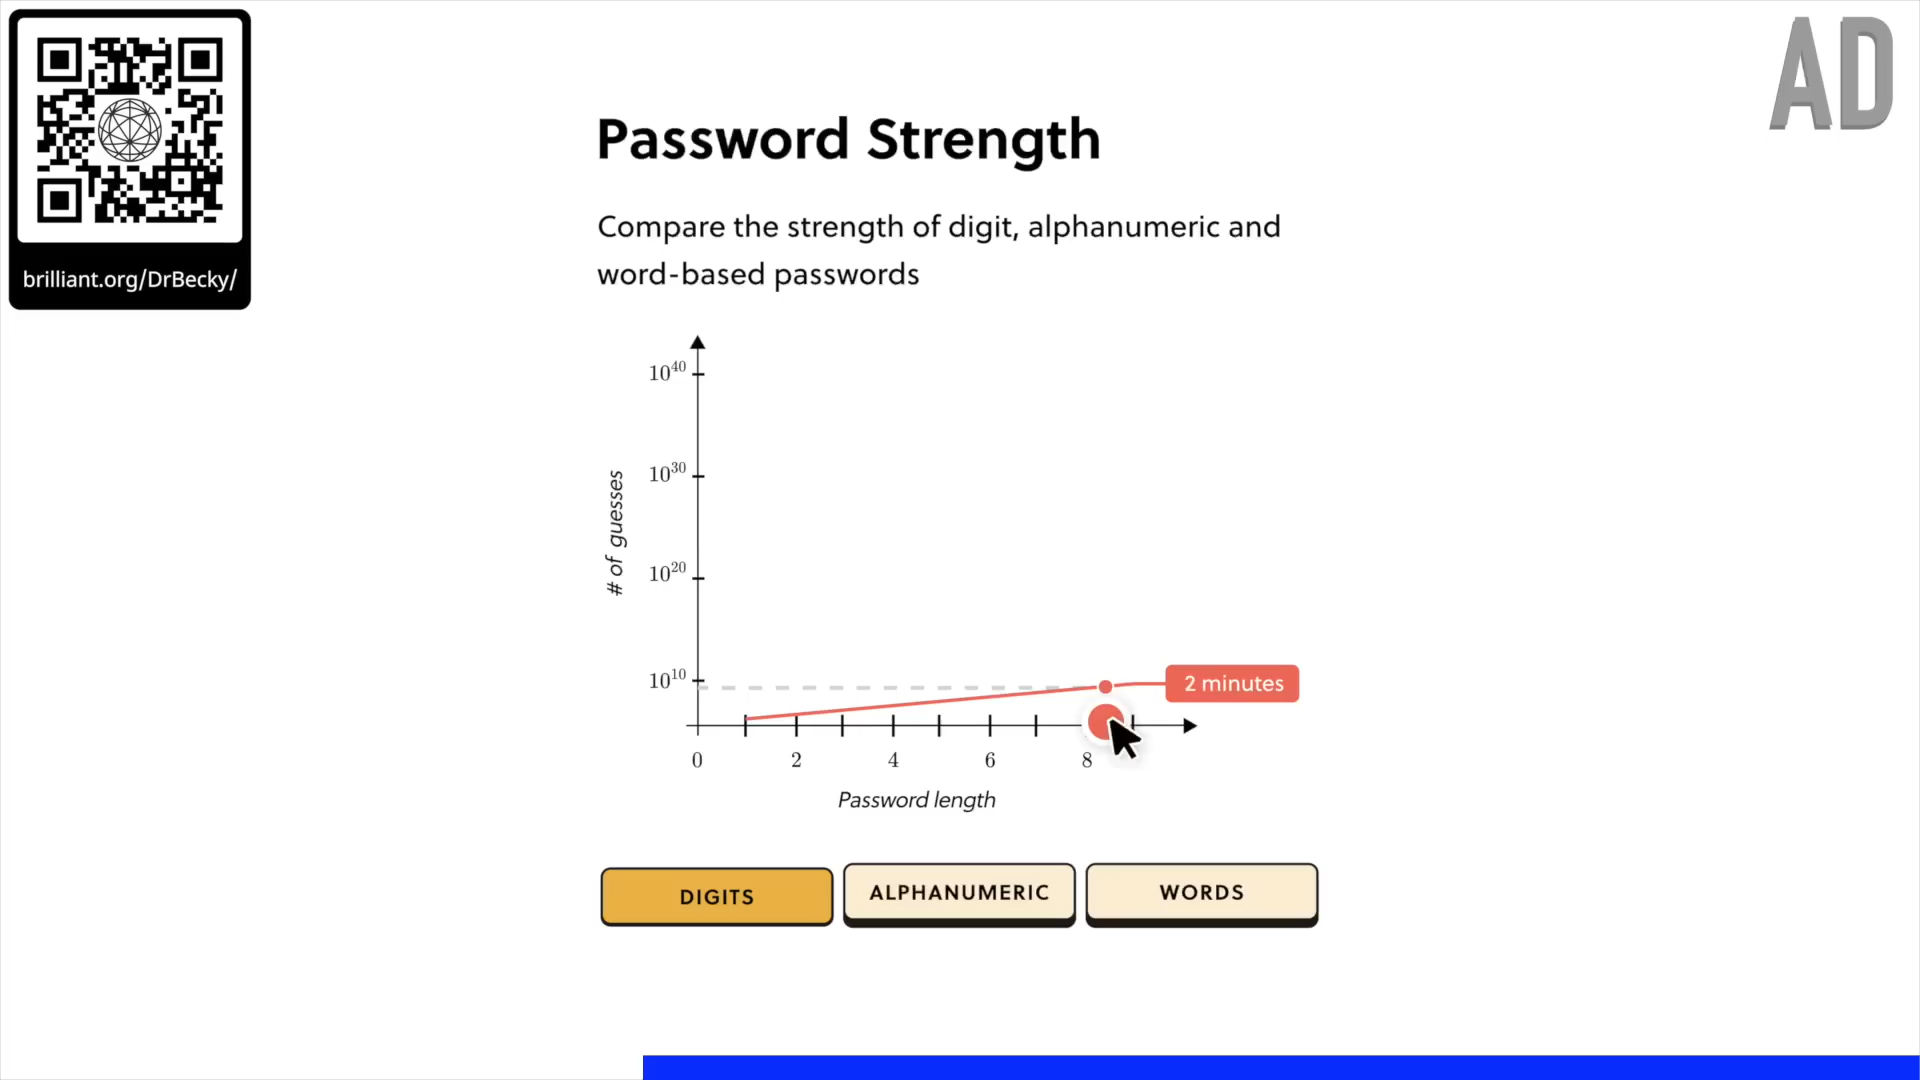 AD
brilliant.org/DrBecky/
Password Strength
Compare the strength of digit, alphanumeric and
word-based passwords
10^40
10^30
10^20
10^10
# of guesses
2 minutes
0 2 4 6 8
Password length
DIGITS ALPHANUMERIC WORDS